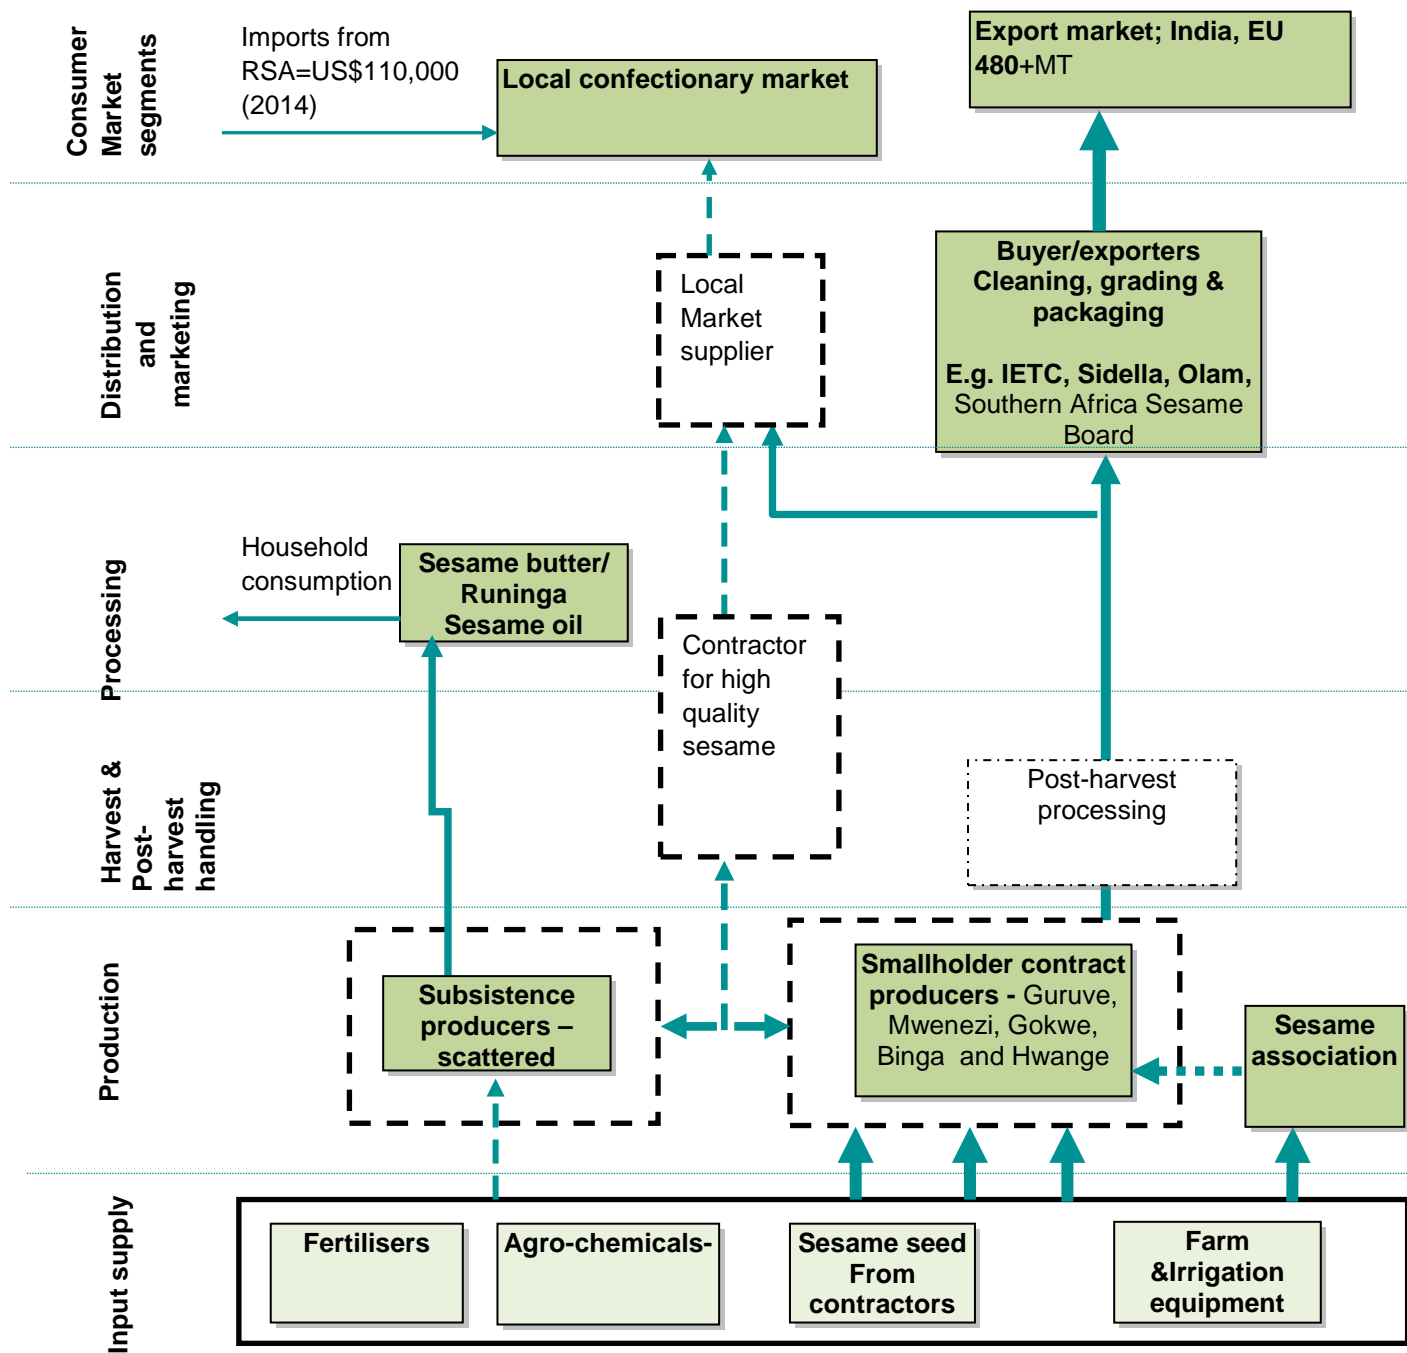 Consumer
Market
segments
Imports from
RSA=US$110,000
(2014)
Local confectionary market
Export market; India, EU
480+MT
Distribution
and
marketing
Local
Market
supplier
Buyer/exporters
Cleaning, grading &
packaging
E.g. IETC, Sidella, Olam,
Southern Africa Sesame
Board
Processing
Household
consumption
Sesame butter/
Runinga
Sesame oil
Contractor
for high
quality
sesame
Harvest &
Post-
harvest
handling
Post-harvest
processing
Production
Subsistence
producers –
scattered
Smallholder contract
producers - Guruve,
Mwenezi, Gokwe,
Binga  and Hwange
Sesame
association
Input supply
Fertilisers
Agro-chemicals-
Sesame seed
From
contractors
Farm
&Irrigation
equipment